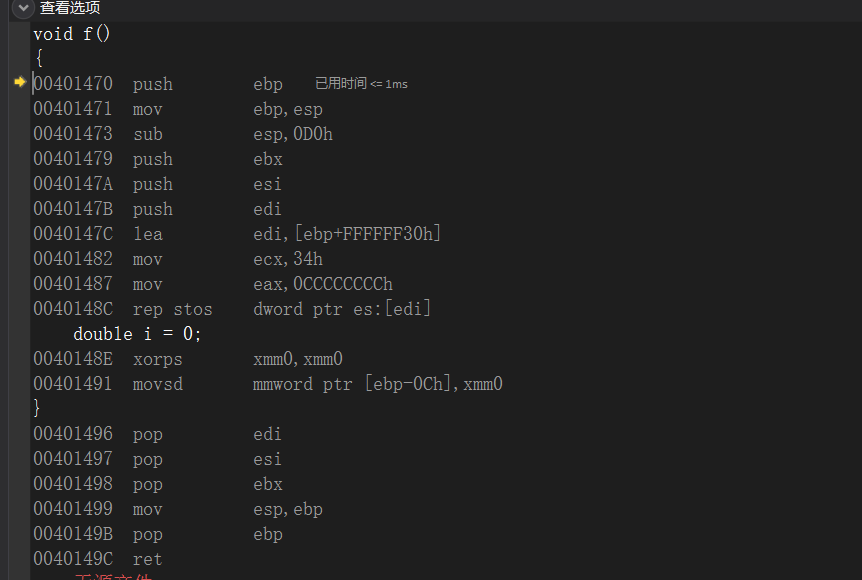 查看选项
void f()
{
00401470 push ebp 已用时间 <= 1ms
00401471 mov ebp,esp
00401473 sub esp,0D0h
00401479 push ebx
0040147A push esi
0040147B push edi
0040147C lea edi,[ebp+FFFFFF30h]
00401482 mov ecx,34h
00401487 mov eax,0CCCCCCCCh
0040148C rep stos dword ptr es:[edi]
double i = 0;
0040148E xorps xmm0,xmm0
00401491 movsd mmword ptr [ebp-0Ch],xmm0
}
00401496 pop edi
00401497 pop esi
00401498 pop ebx
00401499 mov esp,ebp
0040149B pop ebp
0040149C ret